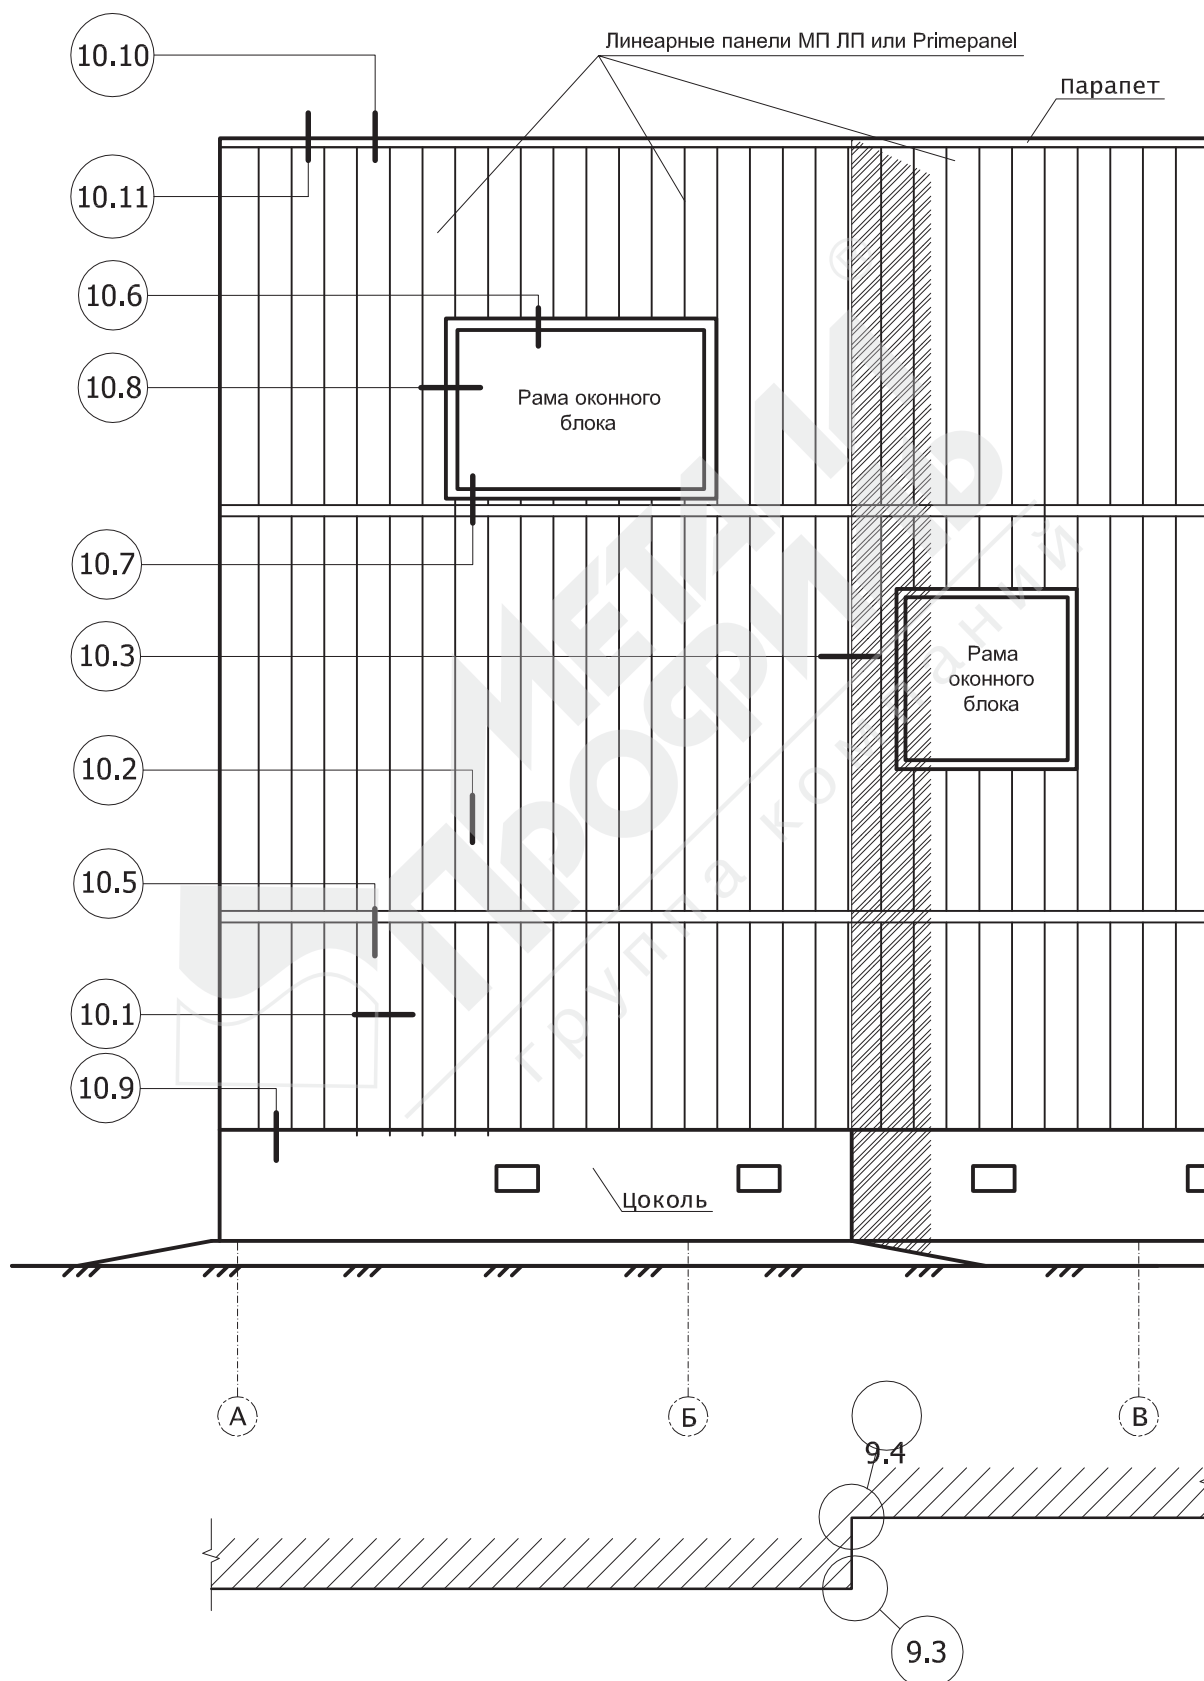 10.10
Линеарные панели МП ЛП или Primepanel
Парапет
10.11
10.6
10.8
Рама оконного
блока
10.7
10.3
Рама
оконного
блока
10.2
10.5
10.1
10.9
Цоколь
МЕТАЛЛ
ПРОФИЛЬ
®
группа компаний
А
Б
В
9.4
9.3